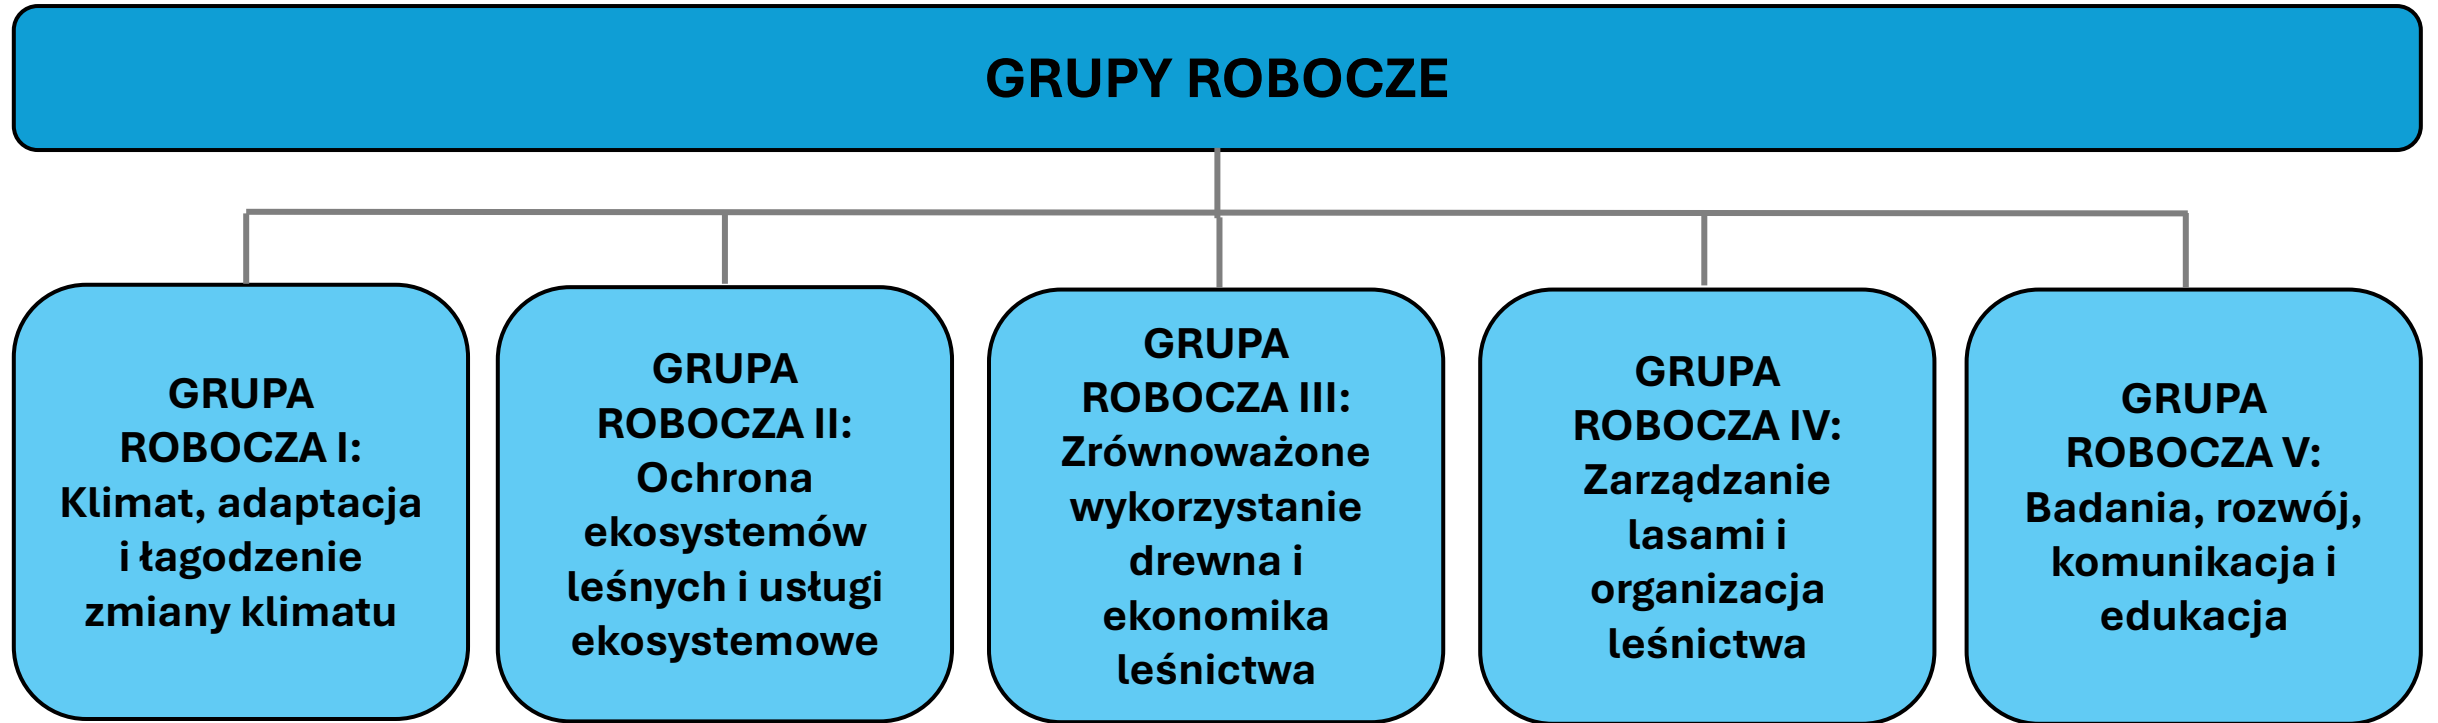 GRUPY ROBOCZE
GRUPA
ROBOCZA I:
Klimat, adaptacja
i łagodzenie
zmiany klimatu
GRUPA
ROBOCZA II:
Ochrona
ekosystemów
leśnych i usługi
ekosystemowe
GRUPA
ROBOCZA III:
Zrównoważone
wykorzystanie
drewna i
ekonomika
leśnictwa
GRUPA
ROBOCZA IV:
Zarządzanie
lasami i
organizacja
leśnictwa
GRUPA
ROBOCZA V:
Badania, rozwój,
komunikacja i
edukacja